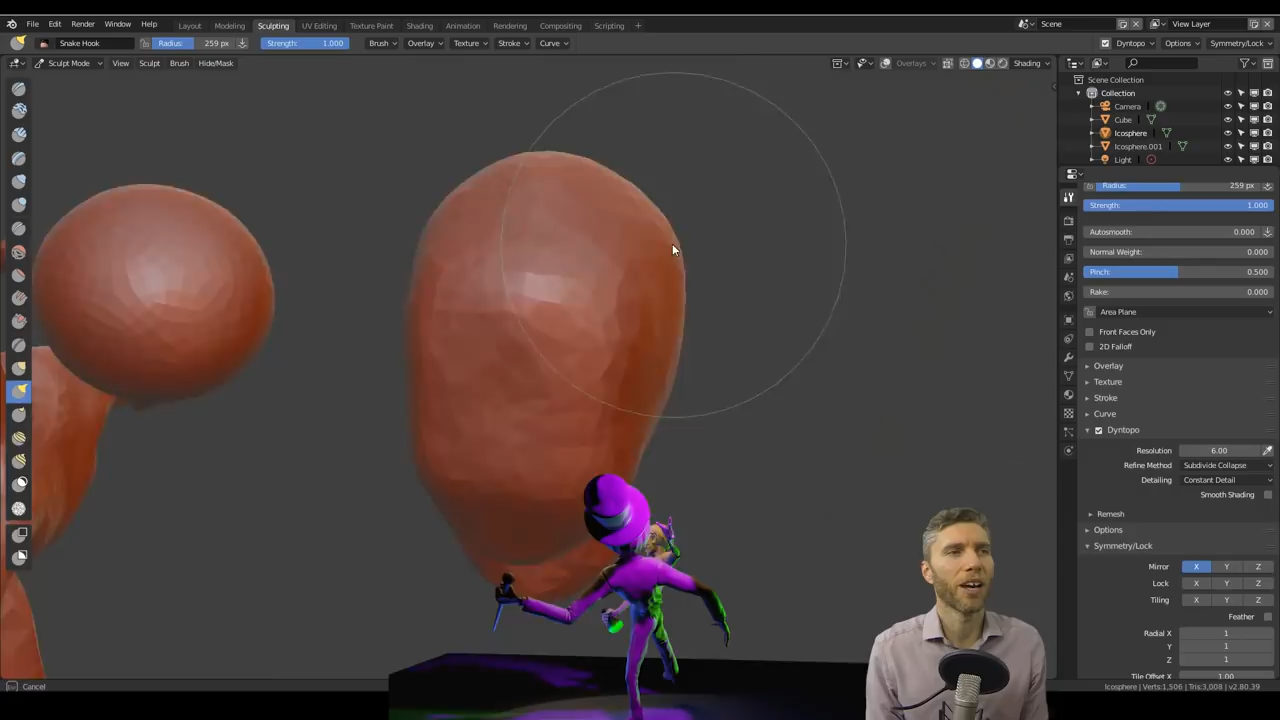 File Edit Render Window Help Layout Modeling Sculpting UV Editing Texture Paint Shading Animation Rendering Compositing Scripting + Scene View Layer
Snake Hook Radius: 259 px Strength: 1.000 Brush Overlay Texture Stroke Curve Dyntopo Options Symmetry/Lock
Sculpt Mode View Sculpt Brush Hide/Mask Overlays Shading
Scene Collection
Collection
Camera
Cube
Icosphere
Icosphere.001
Light
Radius: 259 px
Strength: 1.000
Autosmooth: 0.000
Normal Weight: 0.000
Pinch: 0.500
Rake: 0.000
Area Plane
Front Faces Only
2D Falloff
Overlay
Texture
Stroke
Curve
Dyntopo
Resolution 6.00
Refine Method Subdivide Collapse
Detailing Constant Detail
Smooth Shading
Remesh
Options
Symmetry/Lock
Mirror X Y Z
Lock X Y Z
Tiling X Y Z
Feather
Radial X 1
Y 1
Z 1
Tile Offset X 1.00
Cancel
Icosphere | Verts:1,506 | Tris:3,008 | v2.80.39